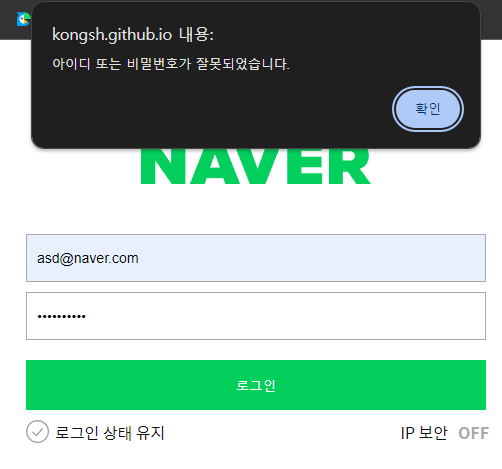 kongsh.github.io 내용:
아이디 또는 비밀번호가 잘못되었습니다.
확인
NAVER
asd@naver.com
••••••••••
로그인
로그인 상태 유지
IP 보안 OFF